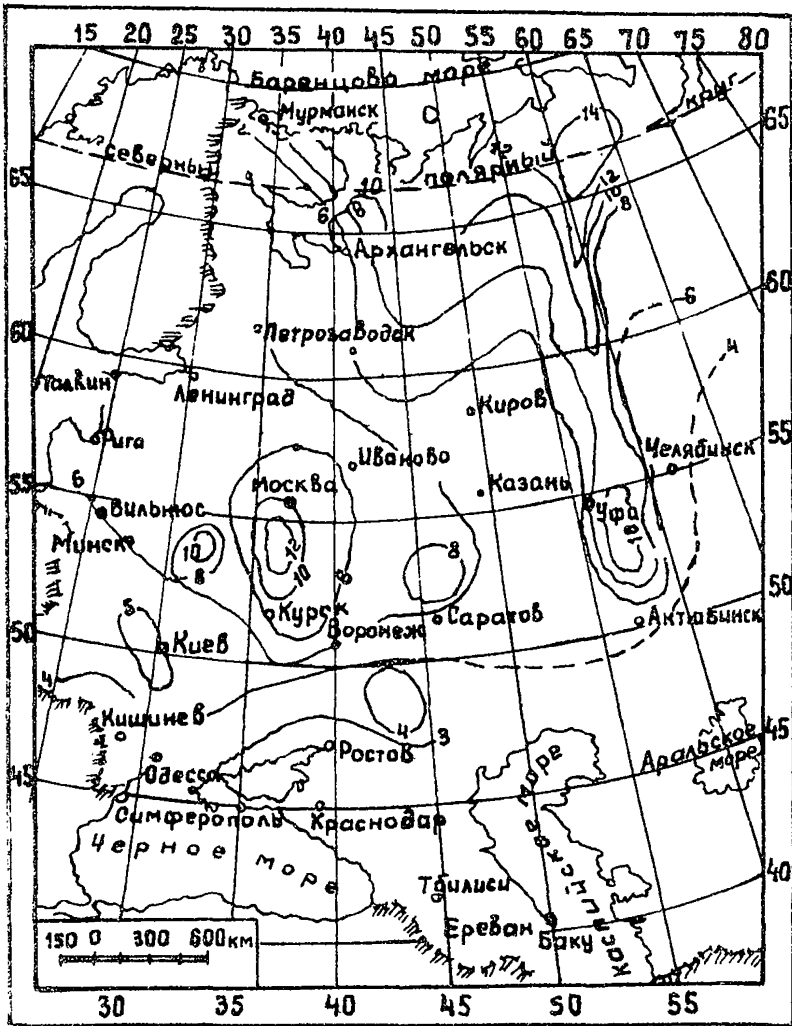 15 20 25 30 35 40 45 50 55 60 65 70 75 80
Баренцово море
Мурманск
14
круг
65
Северный
полярный
65
10
12
10
8
6
8
Архангельск
60
6
Петрозаводск
60
4
Таллин
Ленинград
Киров
Рига
55
Иваново
Челябинск
55
6
Москва
Казань
Вильнюс
Уфа
Минск
10
12
8
10
8
10
Курск
Саратов
50
50
5
Воронеж
Актюбинск
Киев
4
Кишинев
4
3
45
Ростов
Аральское
море
45
Одесса
море
Симферополь
Краснодар
Черное море
Каспийское
40
Тбилиси
Ереван
Баку
150 0 300 600 км
30 35 40 45 50 55